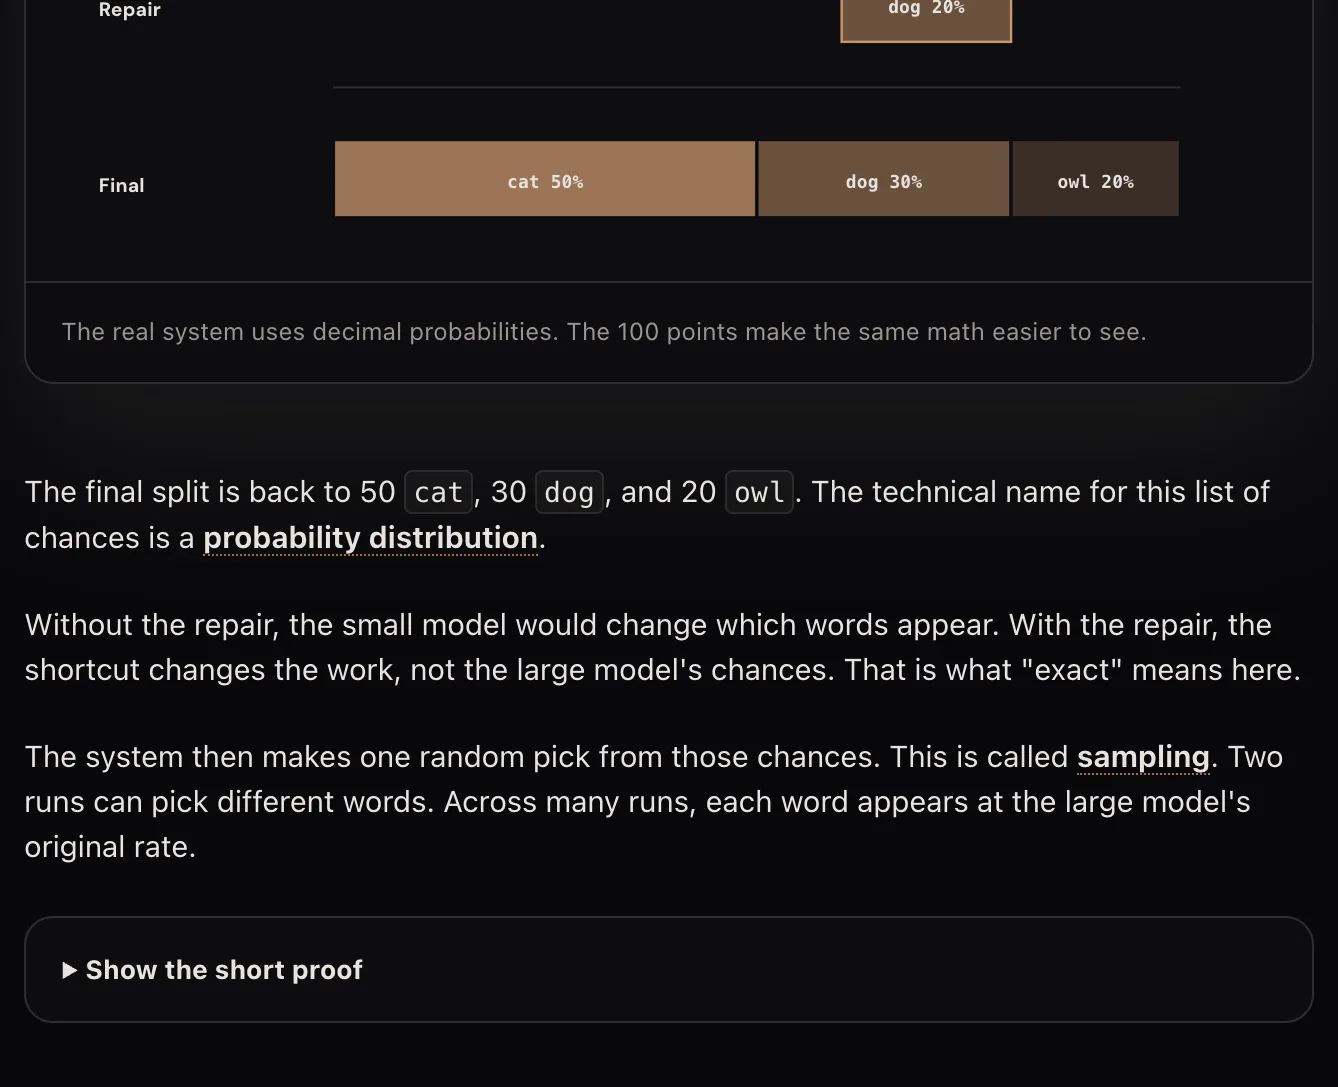 Repair
dog 20%
Final
cat 50%
dog 30%
owl 20%
The real system uses decimal probabilities. The 100 points make the same math easier to see.
The final split is back to 50 cat, 30 dog, and 20 owl. The technical name for this list of
chances is a probability distribution.
Without the repair, the small model would change which words appear. With the repair, the
shortcut changes the work, not the large model's chances. That is what "exact" means here.
The system then makes one random pick from those chances. This is called sampling. Two
runs can pick different words. Across many runs, each word appears at the large model's
original rate.
Show the short proof